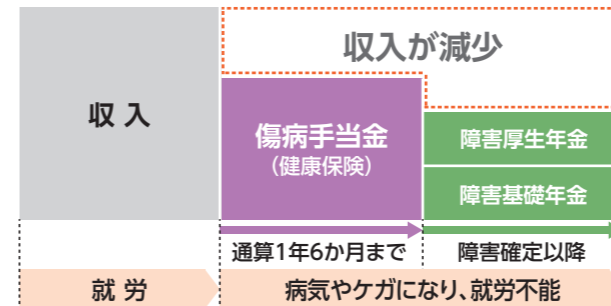 収入が減少
収 入
傷病手当金
（健康保険）
障害厚生年金
障害基礎年金
通算1年6か月まで
障害確定以降
就 労
病気やケガになり、就労不能